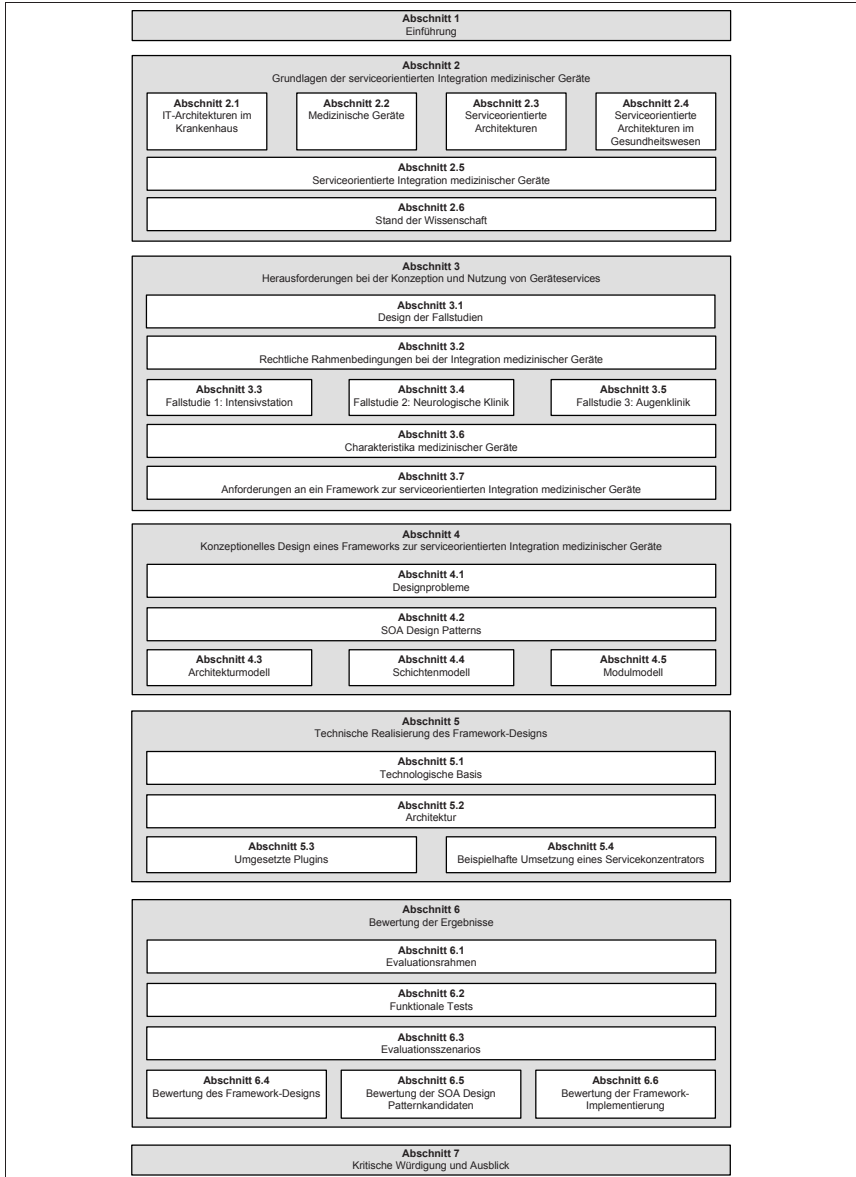 Abschnitt 1
Einführung
Abschnitt 2
Grundlagen der serviceorientierten Integration medizinischer Geräte
Abschnitt 2.1
IT-Architekturen im
Krankenhaus
Abschnitt 2.2
Medizinische Geräte
Abschnitt 2.3
Serviceorientierte
Architekturen
Abschnitt 2.4
Serviceorientierte
Architekturen im
Gesundheitswesen
Abschnitt 2.5
Serviceorientierte Integration medizinischer Geräte
Abschnitt 2.6
Stand der Wissenschaft
Abschnitt 3
Herausforderungen bei der Konzeption und Nutzung von Geräteservices
Abschnitt 3.1
Design der Fallstudien
Abschnitt 3.2
Rechtliche Rahmenbedingungen bei der Integration medizinischer Geräte
Abschnitt 3.3
Fallstudie 1: Intensivstation
Abschnitt 3.4
Fallstudie 2: Neurologische Klinik
Abschnitt 3.5
Fallstudie 3: Augenklinik
Abschnitt 3.6
Charakteristika medizinischer Geräte
Abschnitt 3.7
Anforderungen an ein Framework zur serviceorientierten Integration medizinischer Geräte
Abschnitt 4
Konzeptionelles Design eines Frameworks zur serviceorientierten Integration medizinischer Geräte
Abschnitt 4.1
Designprobleme
Abschnitt 4.2
SOA Design Patterns
Abschnitt 4.3
Architekturmodell
Abschnitt 4.4
Schichtenmodell
Abschnitt 4.5
Modulmodell
Abschnitt 5
Technische Realisierung des Framework-Designs
Abschnitt 5.1
Technologische Basis
Abschnitt 5.2
Architektur
Abschnitt 5.3
Umgesetzte Plugins
Abschnitt 5.4
Beispielhafte Umsetzung eines Servicekonzentrators
Abschnitt 6
Bewertung der Ergebnisse
Abschnitt 6.1
Evaluationsrahmen
Abschnitt 6.2
Funktionale Tests
Abschnitt 6.3
Evaluationsszenarios
Abschnitt 6.4
Bewertung des Framework-Designs
Abschnitt 6.5
Bewertung der SOA Design
Patternkandidaten
Abschnitt 6.6
Bewertung der Framework-
Implementierung
Abschnitt 7
Kritische Würdigung und Ausblick